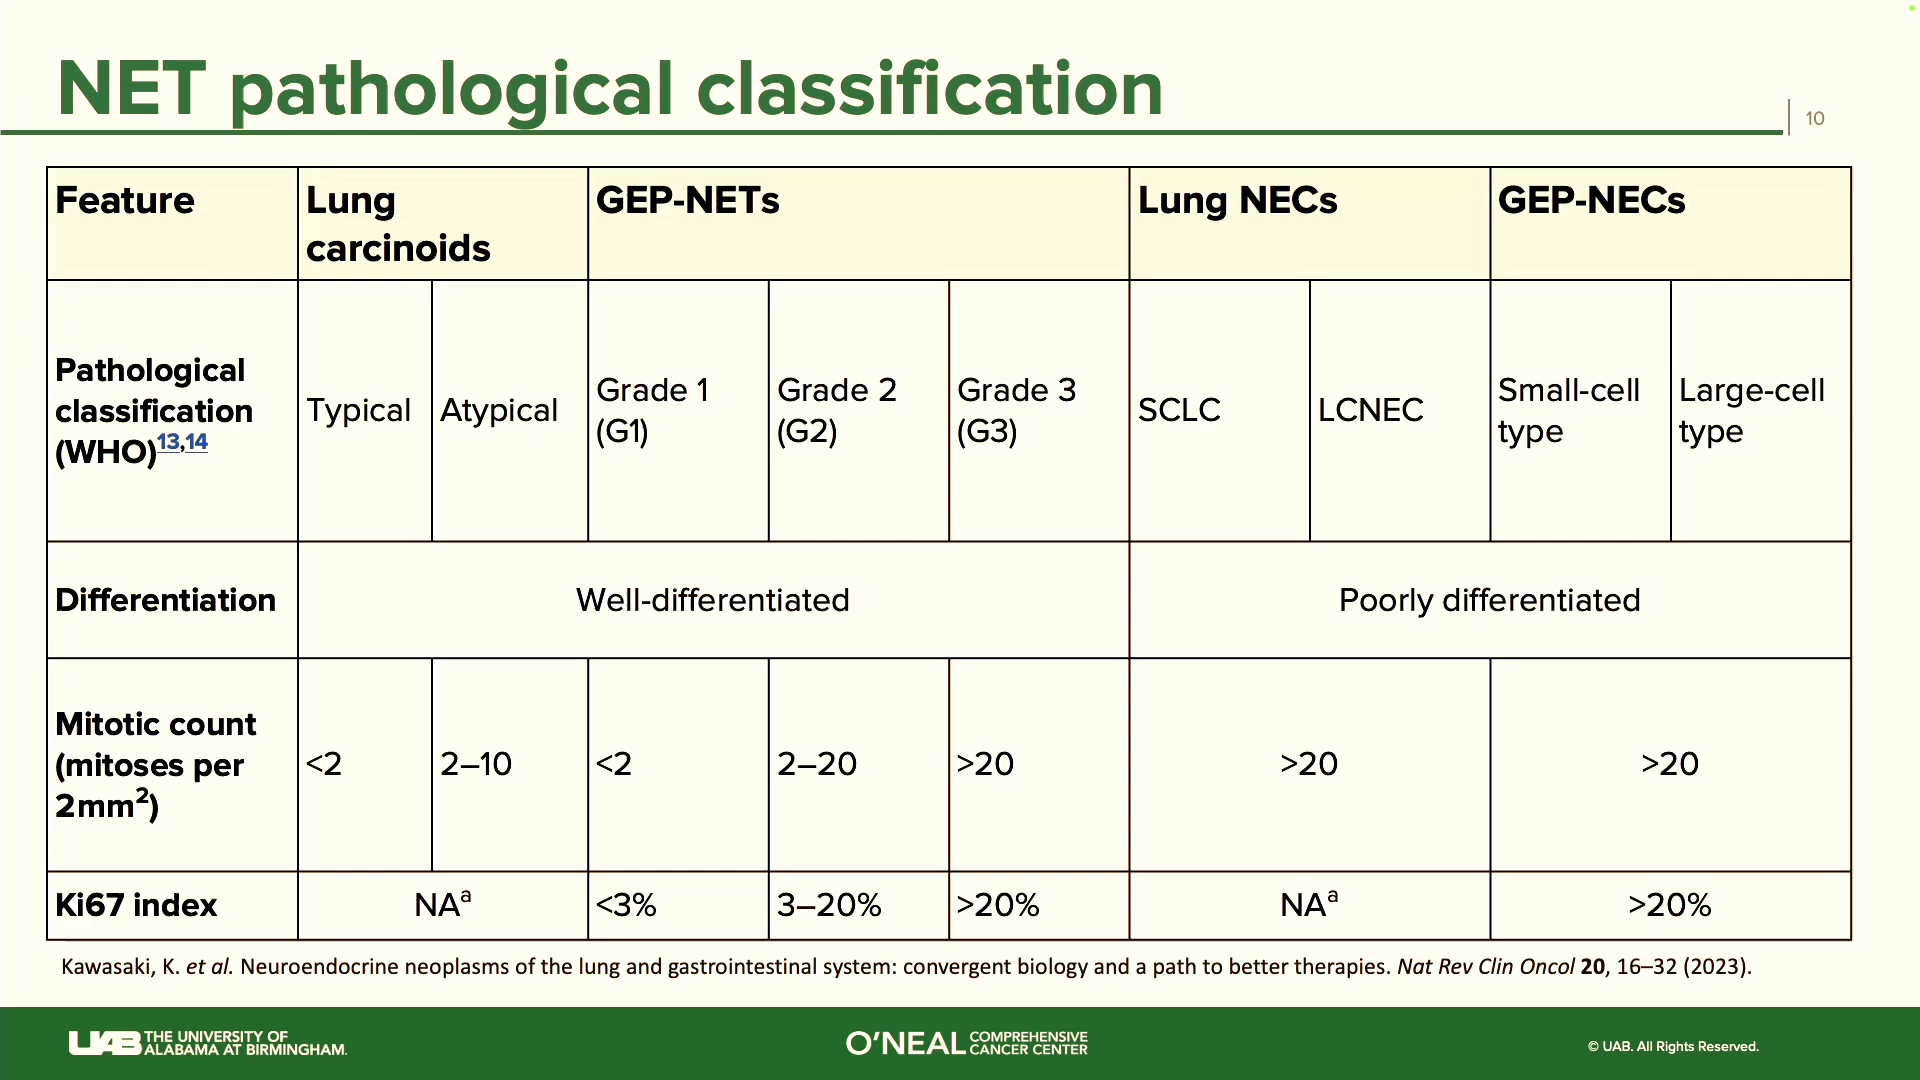 NET pathological classification
10
Feature
Lung
carcinoids
GEP-NETs
Lung NECs
GEP-NECs
Pathological
classification
(WHO)13,14
Typical
Atypical
Grade 1
(G1)
Grade 2
(G2)
Grade 3
(G3)
SCLC
LCNEC
Small-cell
type
Large-cell
type
Differentiation
Well-differentiated
Poorly differentiated
Mitotic count
(mitoses per
2 mm²)
<2
2–10
<2
2–20
>20
>20
>20
Ki67 index
NAª
<3%
3–20%
>20%
NAª
>20%
Kawasaki, K. et al. Neuroendocrine neoplasms of the lung and gastrointestinal system: convergent biology and a path to better therapies. Nat Rev Clin Oncol 20, 16–32 (2023).
UAB THE UNIVERSITY OF
ALABAMA AT BIRMINGHAM.
O'NEAL COMPREHENSIVE
CANCER CENTER
© UAB. All Rights Reserved.